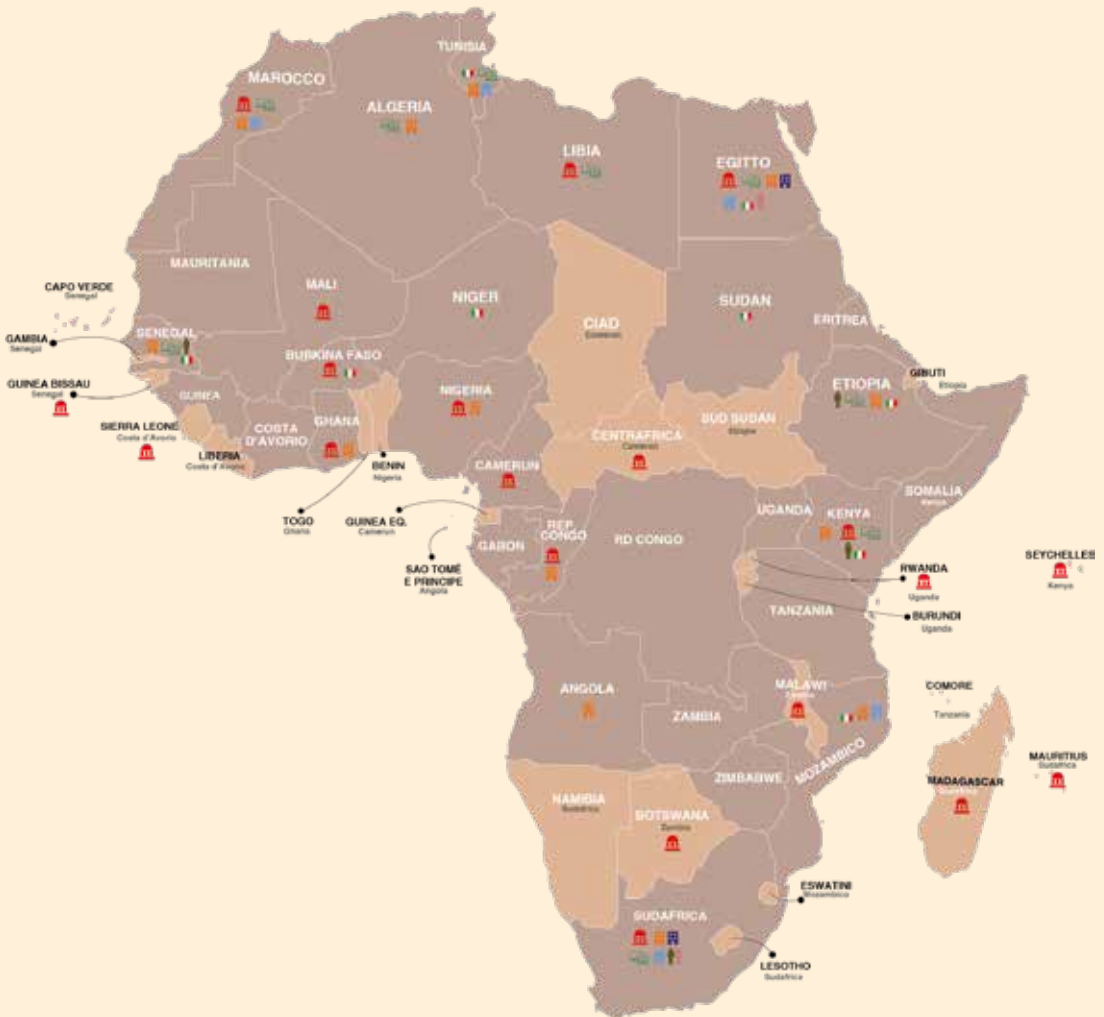 TUNISIA
MAROCCO
ALGERIA
LIBIA
EGITTO
MAURITANIA
MALI
NIGER
CIAD
Camerun
SUDAN
ERITREA
CAPO VERDE
Senegal
GAMBIA
Senegal
SENEGAL
GUINEA BISSAU
Senegal
BURKINA FASO
GIBUTI
Etiopia
ETIOPIA
GUINEA
NIGERIA
SIERRA LEONE
Costa d'Avorio
COSTA
D'AVORIO
GHANA
SUD SUDAN
Etiopia
LIBERIA
Costa d'Avorio
CENTRAFRICA
Camerun
BENIN
Nigeria
CAMERUN
SOMALIA
Kenya
TOGO
Ghana
GUINEA EQ.
Camerun
UGANDA
KENYA
REP.
CONGO
GABON
RD CONGO
SAO TOMÉ
E PRINCIPE
Angola
SEYCHELLES
Kenya
RWANDA
Uganda
TANZANIA
BURUNDI
Uganda
ANGOLA
MALAWI
Zambia
COMORE
Tanzania
ZAMBIA
MOZAMBICO
MAURITIUS
Sudafrica
ZIMBABWE
MADAGASCAR
Sudafrica
NAMIBIA
Sudafrica
BOTSWANA
Zambia
ESWATINI
Mozambico
SUDAFRICA
LESOTHO
Sudafrica